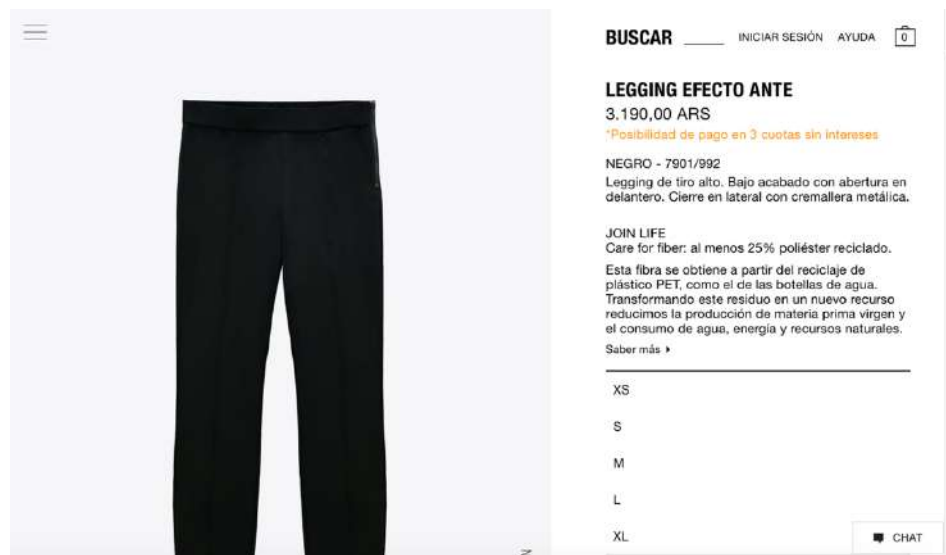 BUSCAR INICIAR SESIÓN AYUDA 0
LEGGING EFECTO ANTE
3.190,00 ARS
*Posibilidad de pago en 3 cuotas sin intereses
NEGRO - 7901/992
Legging de tiro alto. Bajo acabado con abertura en
delantero. Cierre en lateral con cremallera metálica.
JOIN LIFE
Care for fiber: al menos 25% poliéster reciclado.
Esta fibra se obtiene a partir del reciclaje de
plástico PET, como el de las botellas de agua.
Transformando este residuo en un nuevo recurso
reducimos la producción de materia prima virgen y
el consumo de agua, energía y recursos naturales.
Saber más
XS
S
M
L
XL
CHAT